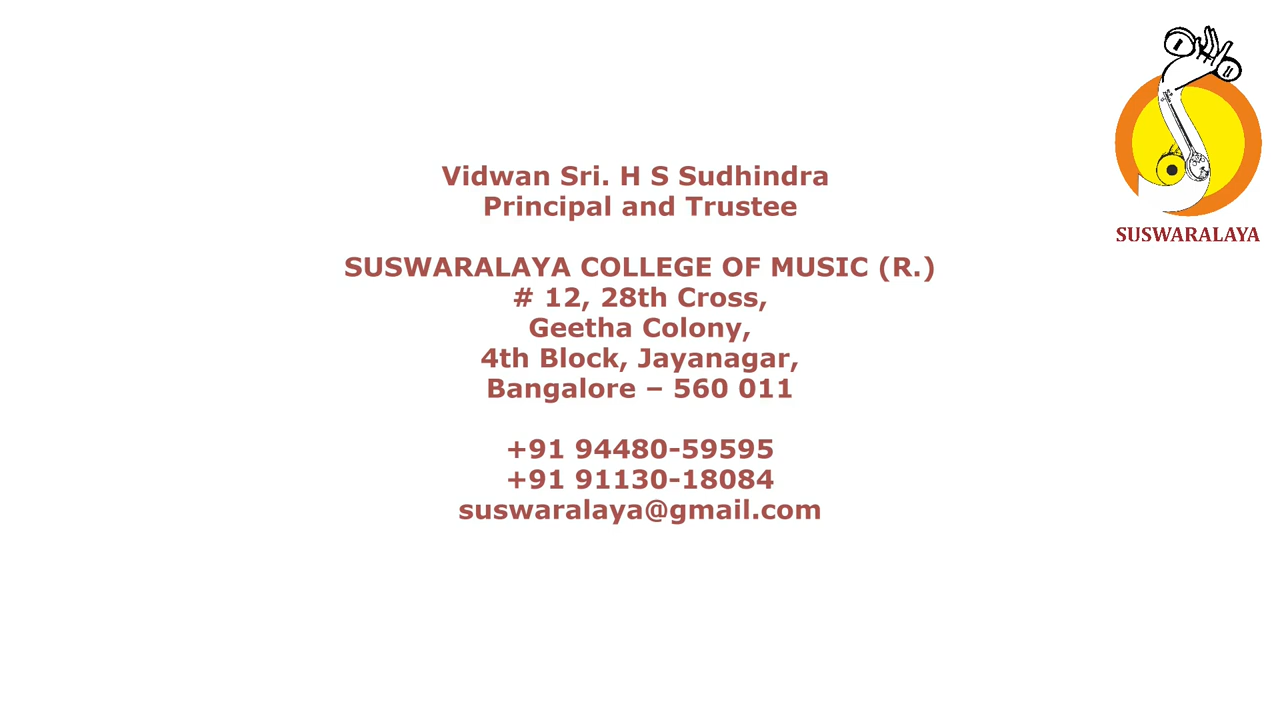 Vidwan Sri. H S Sudhindra
Principal and Trustee
SUSWARALAYA COLLEGE OF MUSIC (R.)
# 12, 28th Cross,
Geetha Colony,
4th Block, Jayanagar,
Bangalore – 560 011
+91 94480-59595
+91 91130-18084
suswaralaya@gmail.com
SUSWARALAYA